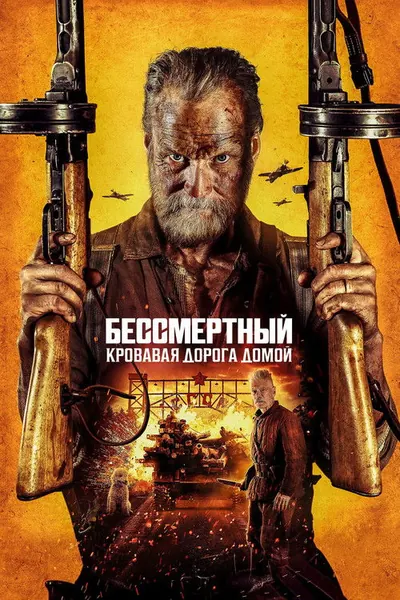 БЕССМЕРТНЫЙ
КРОВАВАЯ ДОРОГА ДОМОЙ